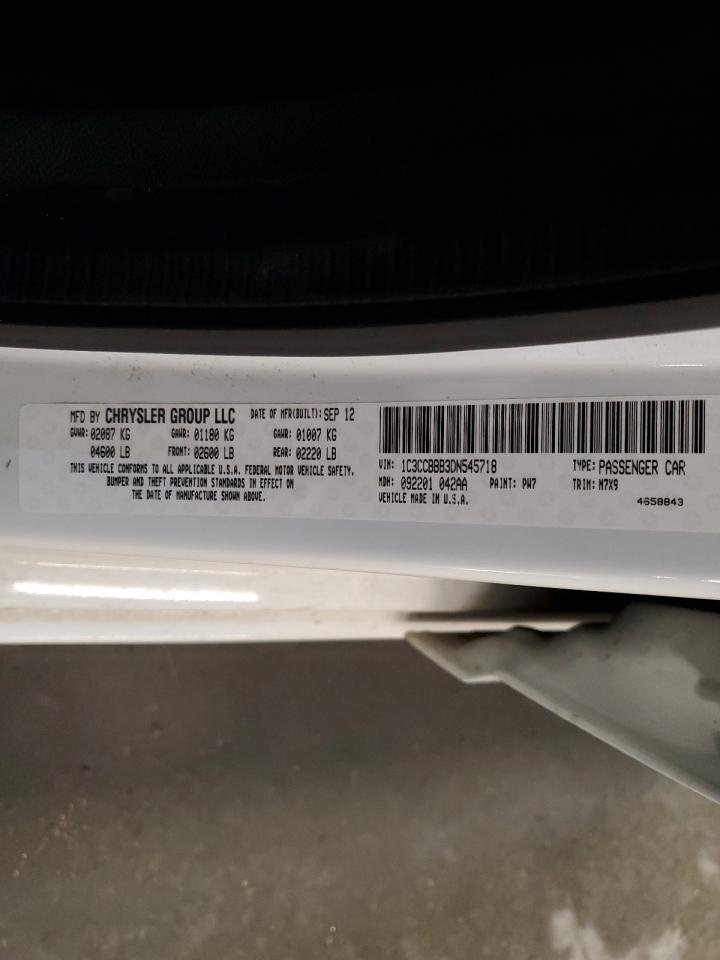 MFD BY CHRYSLER GROUP LLC DATE OF MFR(BUILT): SEP 12
GVWR: 02087 KG GAWR: 01180 KG GAWR: 01007 KG
04600 LB FRONT: 02600 LB REAR: 02220 LB
THIS VEHICLE CONFORMS TO ALL APPLICABLE U.S.A. FEDERAL MOTOR VEHICLE SAFETY,
BUMPER AND THEFT PREVENTION STANDARDS IN EFFECT ON
THE DATE OF MANUFACTURE SHOWN ABOVE.
VIN: 1C3CCBBB3DN545718 TYPE: PASSENGER CAR
MDH: 092201 042AA PAINT: PW7 TRIM: N7X9
VEHICLE MADE IN U.S.A. 4658843